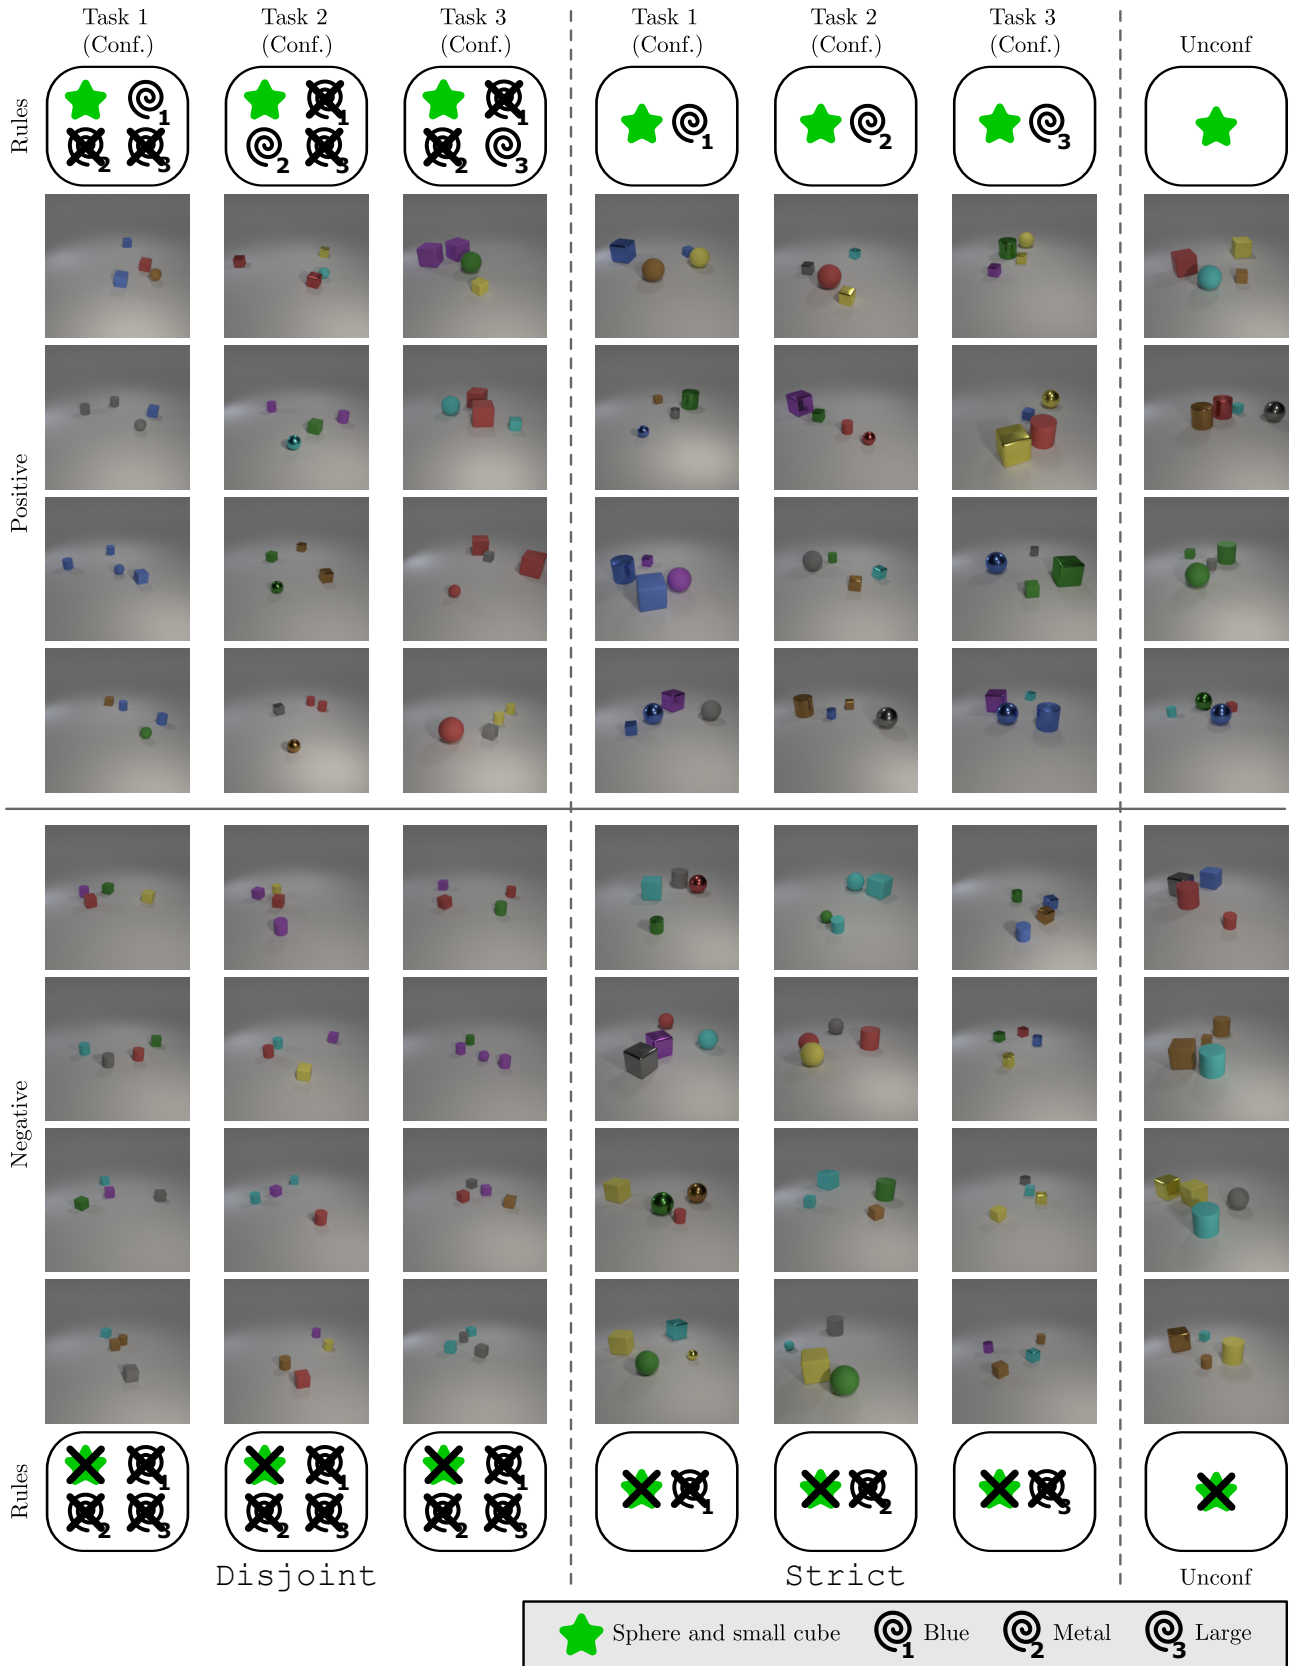 Task 1 Task 2 Task 3 Task 1 Task 2 Task 3
(Conf.) (Conf.) (Conf.) (Conf.) (Conf.) (Conf.) Unconf
Rules
1 1 1
2 3 2 3 2 3
1 2 3
Positive
Negative
Rules
1 1 1
2 3 2 3 2 3
1 2 3
Disjoint Strict Unconf
Sphere and small cube 1 Blue 2 Metal 3 Large